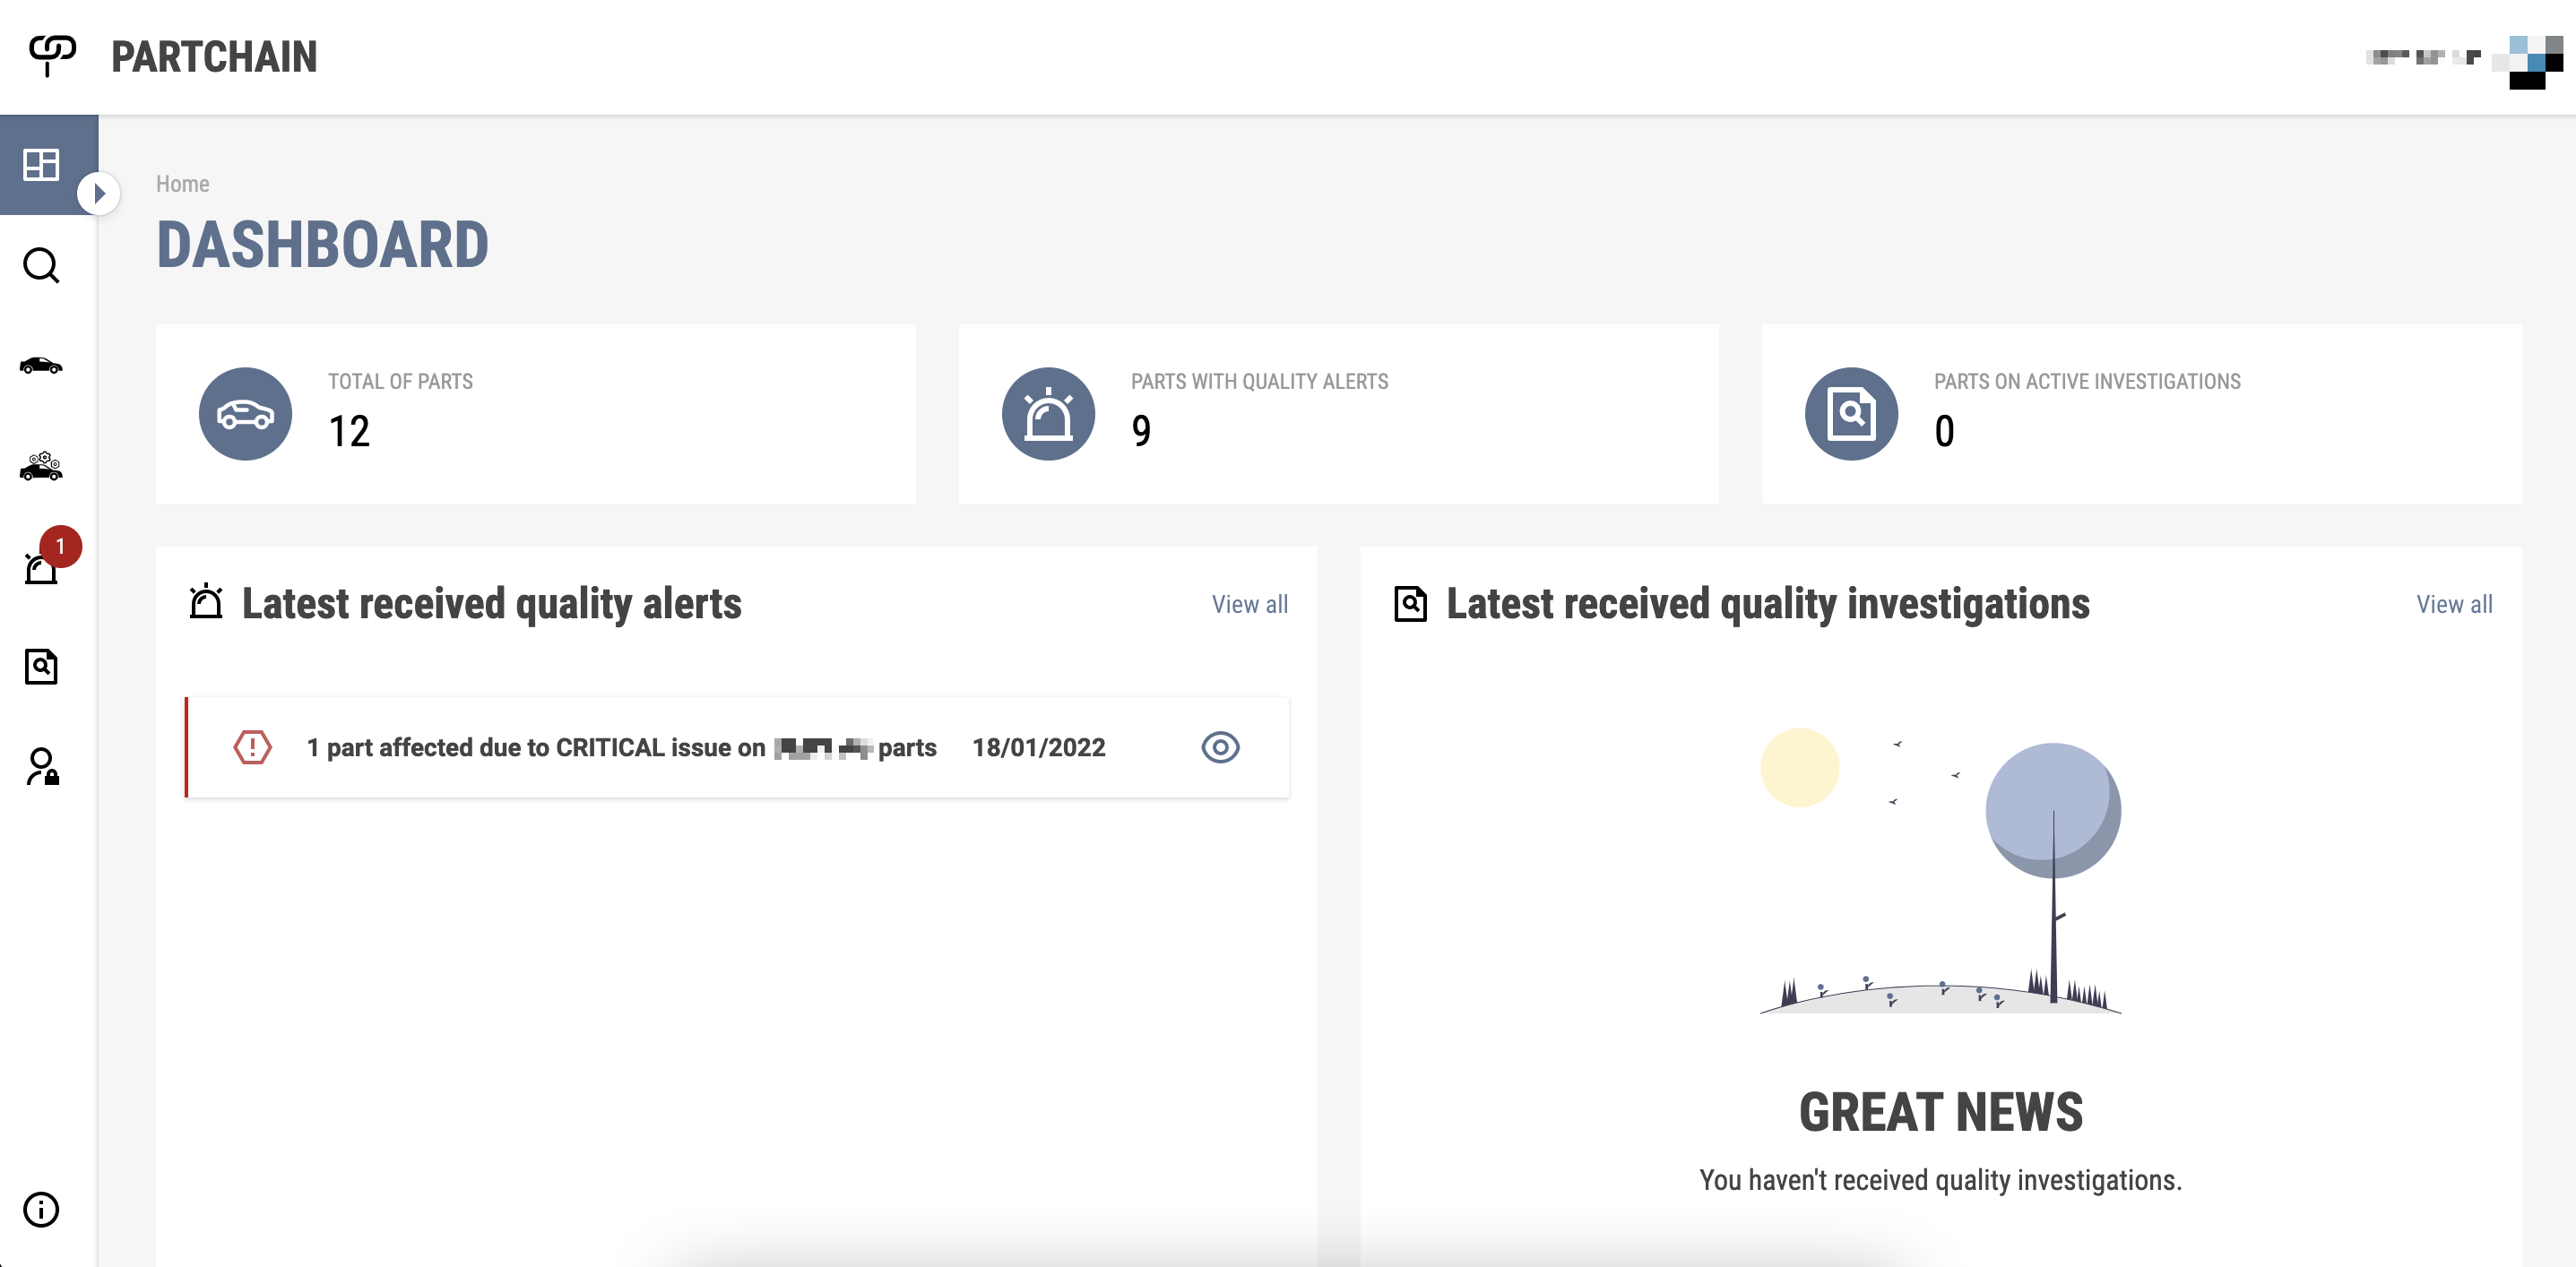 PARTCHAIN
Home
DASHBOARD
TOTAL OF PARTS
12
PARTS WITH QUALITY ALERTS
9
PARTS ON ACTIVE INVESTIGATIONS
0
1
Latest received quality alerts
View all
1 part affected due to CRITICAL issue on parts 18/01/2022
Latest received quality investigations
View all
GREAT NEWS
You haven't received quality investigations.